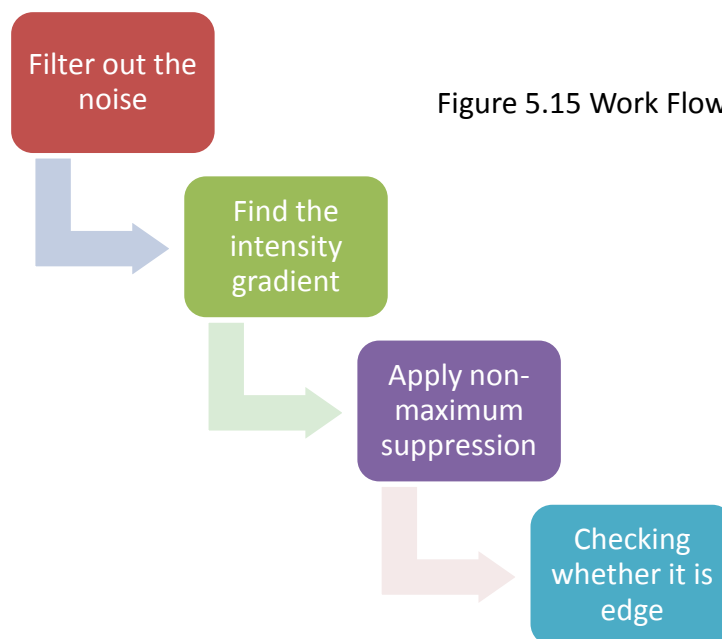 Filter out the
noise
Figure 5.15 Work Flow
Find the
intensity
gradient
Apply non-
maximum
suppression
Checking
whether it is
edge